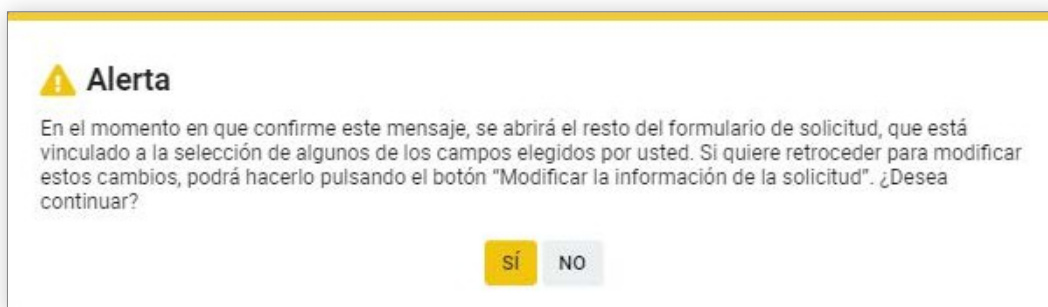 Alerta
En el momento en que confirme este mensaje, se abrirá el resto del formulario de solicitud, que está
vinculado a la selección de algunos de los campos elegidos por usted. Si quiere retroceder para modificar
estos cambios, podrá hacerlo pulsando el botón "Modificar la información de la solicitud". ¿Desea
continuar?
SÍ NO